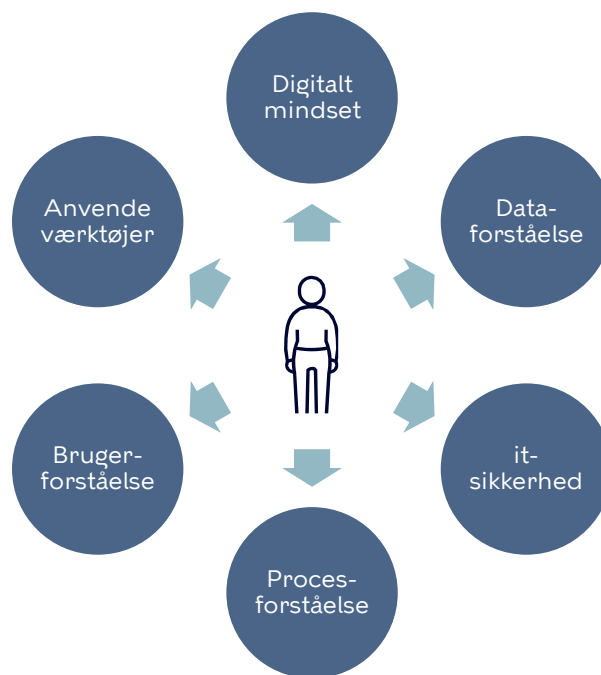 Digitalt
mindset
Anvende
værktøjer
Data-
forståelse
Bruger-
forståelse
it-
sikkerhed
Proces-
forståelse